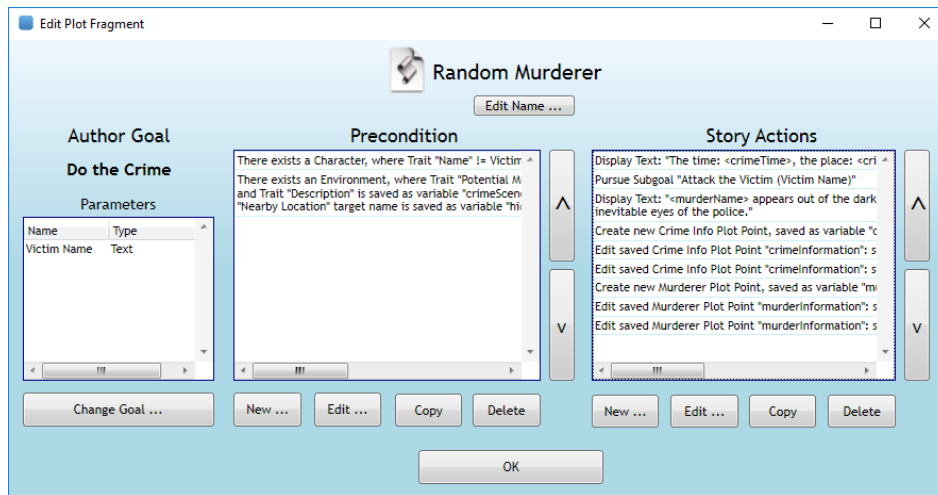 Edit Plot Fragment
Random Murderer
Edit Name ...
Author Goal
Do the Crime
Parameters
Name Type
Victim Name Text
Change Goal ...
Precondition
There exists a Character, where Trait "Name" != Victim
There exists an Environment, where Trait "Potential M
and Trait "Description" is saved as variable "crimeScen
"Nearby Location" target name is saved as variable "hi
New ... Edit ... Copy Delete
Story Actions
Display Text: "The time: <crimeTime>, the place: <cri
Pursue Subgoal "Attack the Victim (Victim Name)"
Display Text: "<murderName> appears out of the dark
inevitable eyes of the police."
Create new Crime Info Plot Point, saved as variable "c
Edit saved Crime Info Plot Point "crimeInformation": s
Edit saved Crime Info Plot Point "crimeInformation": s
Create new Murderer Plot Point, saved as variable "mu
Edit saved Murderer Plot Point "murderInformation": s
Edit saved Murderer Plot Point "murderInformation": s
New ... Edit ... Copy Delete
OK